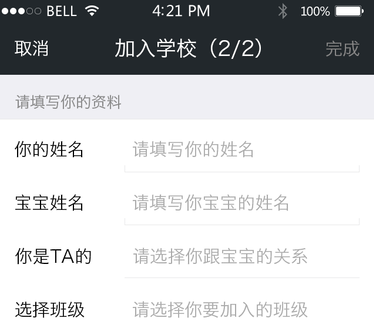 BELL 4:21 PM 100%
取消 加入学校（2/2） 完成
请填写你的资料
你的姓名 请填写你的姓名
宝宝姓名 请填写你宝宝的姓名
你是TA的 请选择你跟宝宝的关系
选择班级 请填写你要加入的班级